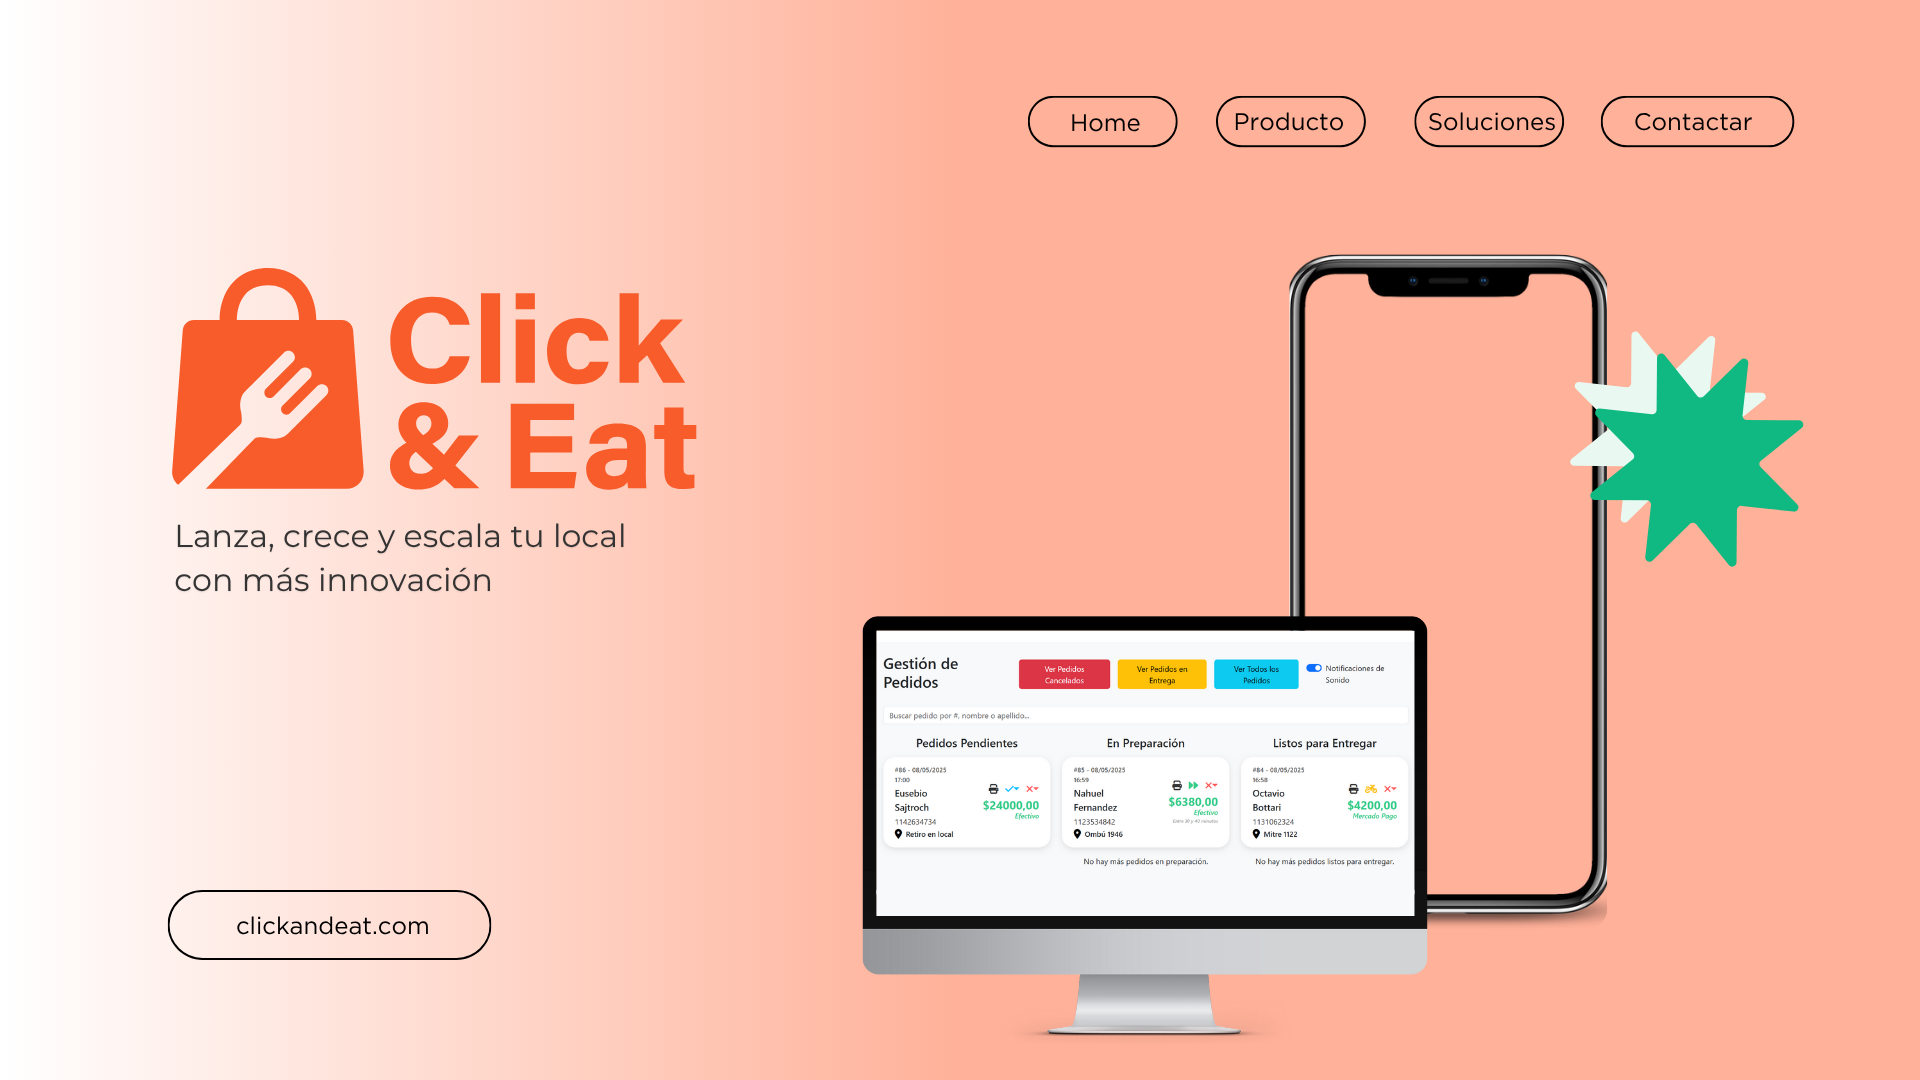 Home
Producto
Soluciones
Contactar
Click
& Eat
Lanza, crece y escala tu local
con más innovación
clickandeat.com
Gestión de
Pedidos
Ver Pedidos
Cancelados
Ver Pedidos en
Entrega
Ver Todos los
Pedidos
Notificaciones de
Sonido
Buscar pedido por #, nombre o apellido...
Pedidos Pendientes
#86 - 08/05/2025
17:00
Eusebio
Sajtroch
1142634734
Retiro en local
$24000,00
Efectivo
En Preparación
#85 - 08/05/2025
16:59
Nahuel
Fernandez
1123534842
Ombú 1946
$6380,00
Efectivo
Entre 30 y 45 minutos
No hay más pedidos en preparación.
Listos para Entregar
#84 - 08/05/2025
16:58
Octavio
Bottari
1131062324
Mitre 1122
$4200,00
Mercado Pago
No hay más pedidos listos para entregar.